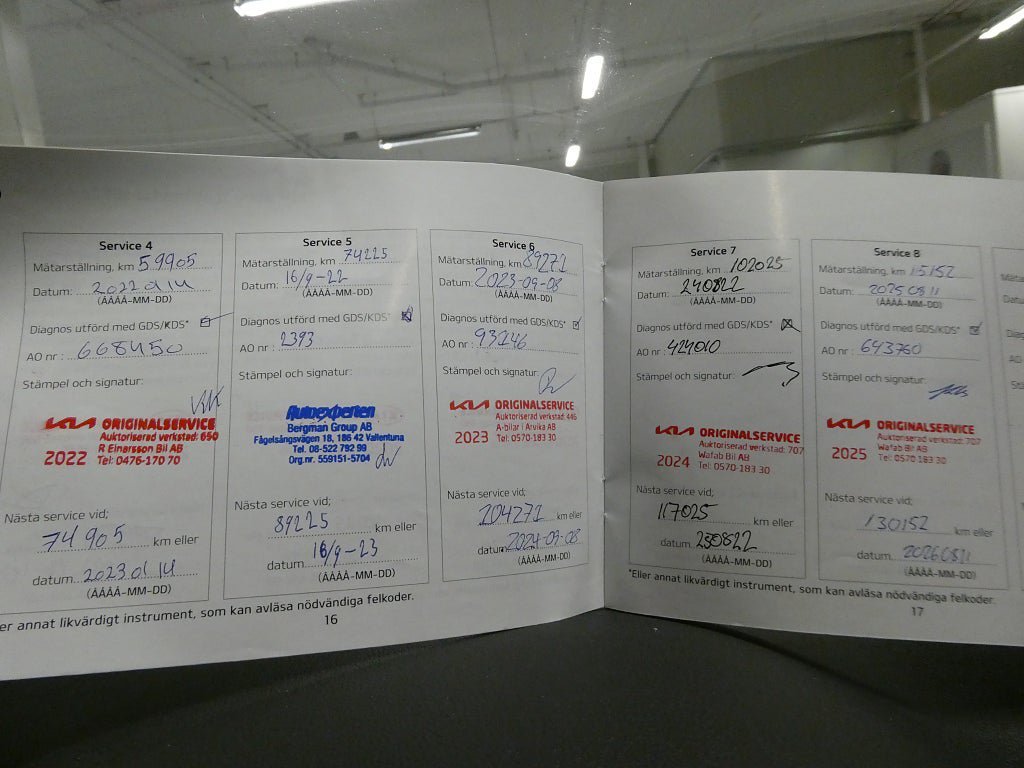 Service 4
Mätarställning, km 59905
Datum: 20220114
(ÅÅÅÅ-MM-DD)
Diagnos utförd med GDS/KDS*
AO nr: 668450
Stämpel och signatur:
KIA ORIGINALSERVICE
Auktoriserad verkstad: 650
R Einarsson Bil AB
2022 Tel: 0476-170 70
Nästa service vid;
74905 km eller
datum 20230114
(ÅÅÅÅ-MM-DD)
Service 5
Mätarställning, km 74225
Datum: 16/9-22
(ÅÅÅÅ-MM-DD)
Diagnos utförd med GDS/KDS*
AO nr: 2393
Stämpel och signatur:
Autoexperten
Bergman Group AB
Fågelsångsvägen 18, 186 42 Vallentuna
Tel. 08-522 792 99
Org.nr. 559151-5704
Nästa service vid;
89225 km eller
16/9-23
datum
(ÅÅÅÅ-MM-DD)
Service 6
Mätarställning, km 89271
Datum: 2023-09-08
(ÅÅÅÅ-MM-DD)
Diagnos utförd med GDS/KDS*
AO nr: 93246
Stämpel och signatur:
KIA ORIGINALSERVICE
Auktoriserad verkstad: 446
A-bilar i Arvika AB
2023 Tel: 0570-183 30
Nästa service vid;
104271 km eller
datum 2024-09-08
(ÅÅÅÅ-MM-DD)
er annat likvärdigt instrument, som kan avläsa nödvändiga felkoder.
16
Service 7
Mätarställning, km 102025
Datum: 240822
(ÅÅÅÅ-MM-DD)
Diagnos utförd med GDS/KDS*
AO nr: 424010
Stämpel och signatur:
KIA ORIGINALSERVICE
Auktoriserad verkstad: 707
Wafab Bil AB
2024 Tel: 0570-183 30
Nästa service vid;
117025 km eller
datum 250822
(ÅÅÅÅ-MM-DD)
Service 8
Mätarställning, km 115152
Datum: 20250811
(ÅÅÅÅ-MM-DD)
Diagnos utförd med GDS/KDS*
AO nr: 643760
Stämpel och signatur:
KIA ORIGINALSERVICE
Auktoriserad verkstad: 707
Wafab Bil AB
2025 Tel: 0570-183 30
Nästa service vid;
130152 km eller
datum 20260811
(ÅÅÅÅ-MM-DD)
*Eller annat likvärdigt instrument, som kan avläsa nödvändiga felkoder.
17